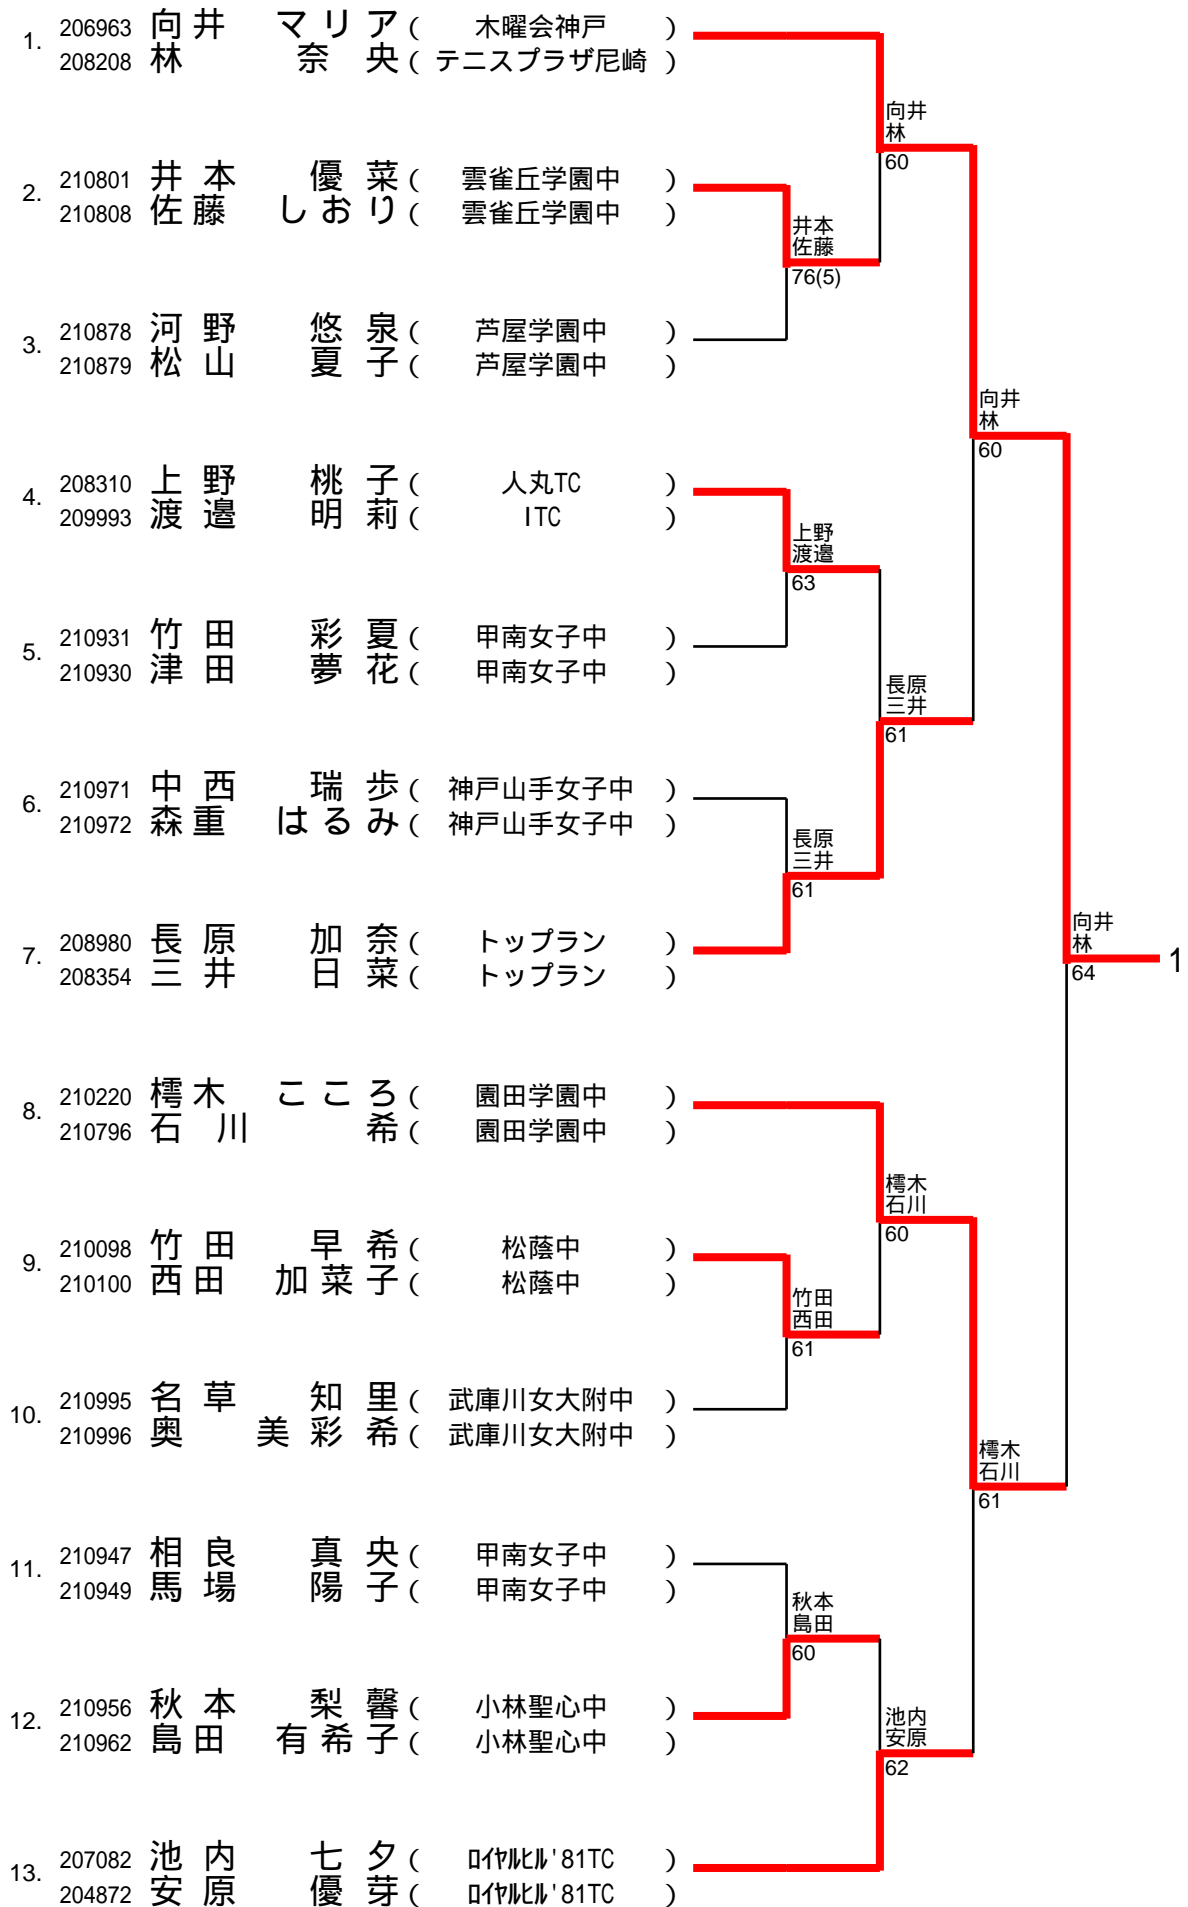 1. 206963 向井 マリア ( 木曜会神戸 )
208208 林 奈央 ( テニスプラザ尼崎 )
向井
林
60
2. 210801 井本 優菜 ( 雲雀丘学園中 )
210808 佐藤 しおり ( 雲雀丘学園中 )
井本
佐藤
76(5)
3. 210878 河野 悠泉 ( 芦屋学園中 )
210879 松山 夏子 ( 芦屋学園中 )
向井
林
60
4. 208310 上野 桃子 ( 人丸TC )
209993 渡邉 明莉 ( ITC )
上野
渡邉
63
5. 210931 竹田 彩夏 ( 甲南女子中 )
210930 津田 夢花 ( 甲南女子中 )
長原
三井
61
6. 210971 中西 瑞歩 ( 神戸山手女子中 )
210972 森重 はるみ ( 神戸山手女子中 )
長原
三井
61
7. 208980 長原 加奈 ( トップラン )
208354 三井 日菜 ( トップラン )
向井
林
64
1
8. 210220 樗木 こころ ( 園田学園中 )
210796 石川 希 ( 園田学園中 )
樗木
石川
60
9. 210098 竹田 早希 ( 松蔭中 )
210100 西田 加菜子 ( 松蔭中 )
竹田
西田
61
10. 210995 名草 知里 ( 武庫川女大附中 )
210996 奥 美彩希 ( 武庫川女大附中 )
樗木
石川
61
11. 210947 相良 真央 ( 甲南女子中 )
210949 馬場 陽子 ( 甲南女子中 )
秋本
島田
60
12. 210956 秋本 梨馨 ( 小林聖心中 )
210962 島田 有希子 ( 小林聖心中 )
池内
安原
62
13. 207082 池内 七夕 ( ロイヤルヒル'81TC )
204872 安原 優芽 ( ロイヤルヒル'81TC )